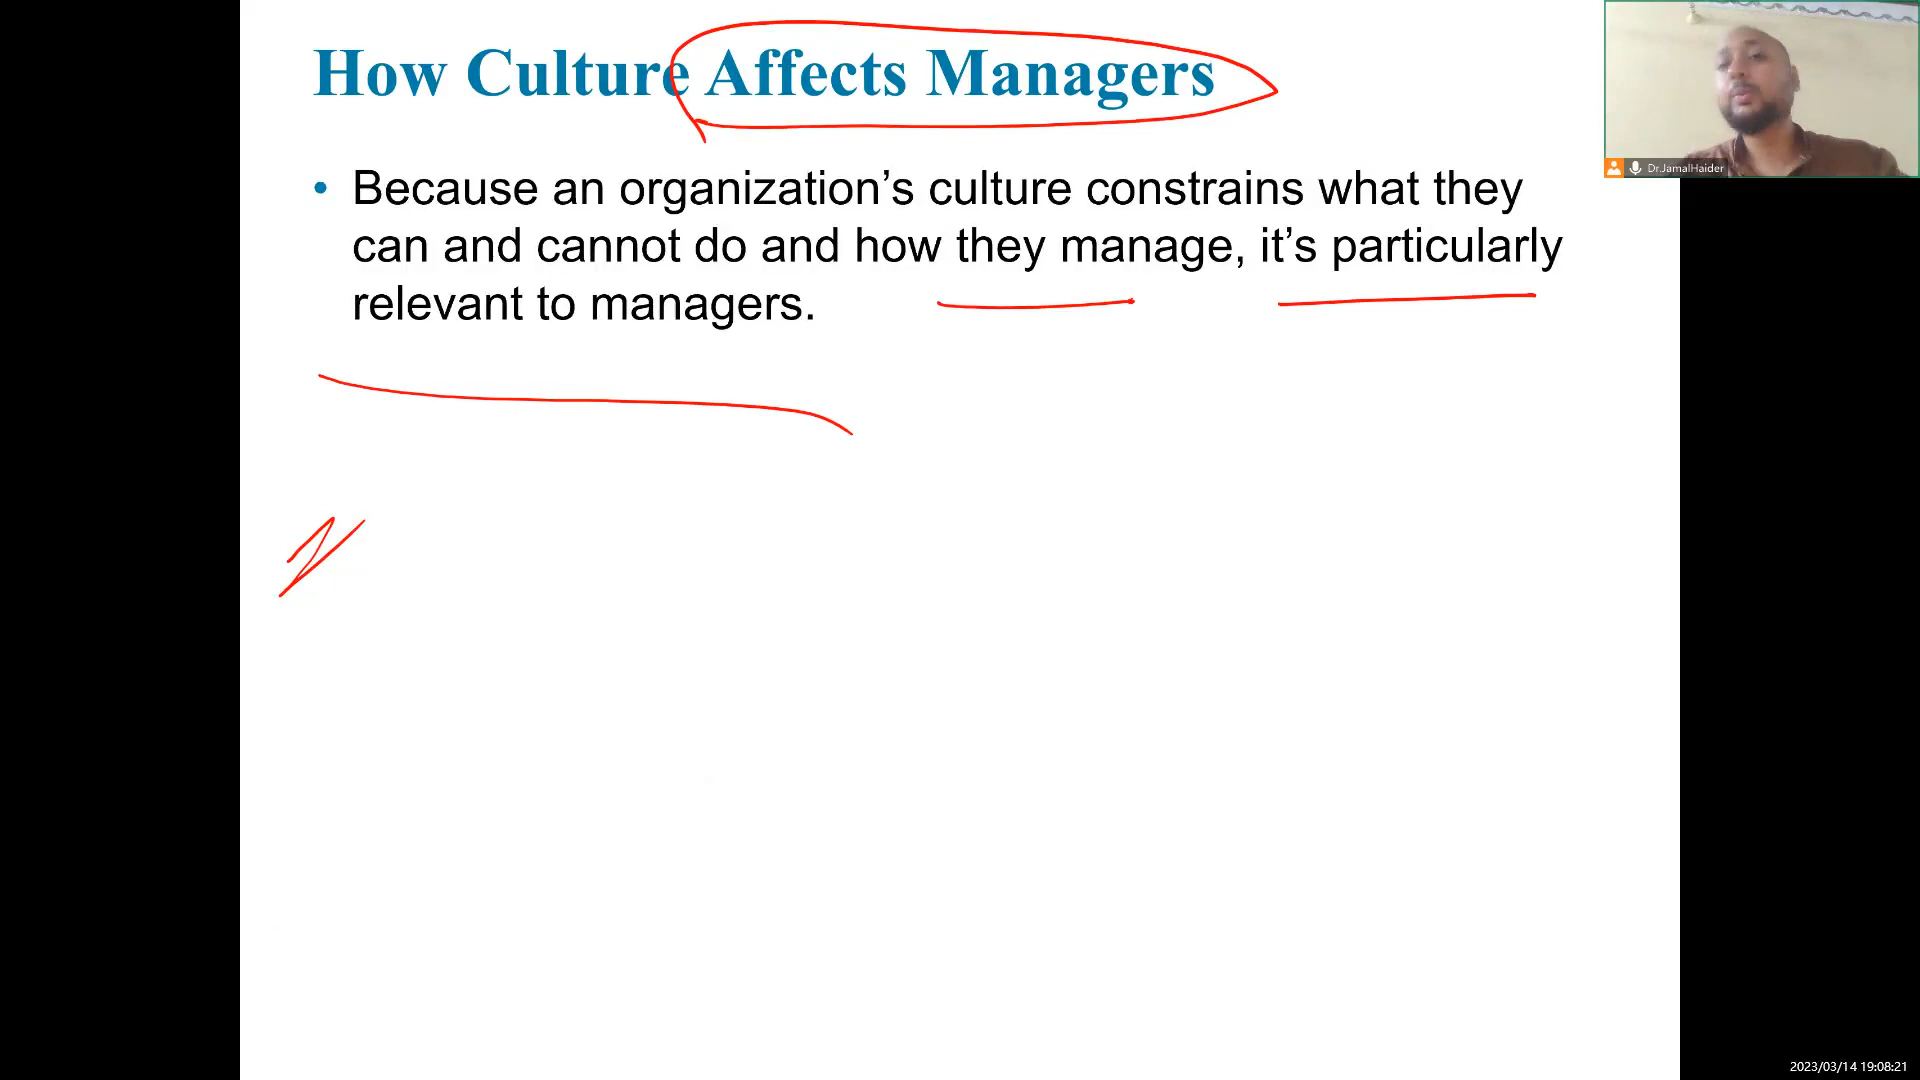 How Culture Affects Managers
• Because an organization’s culture constrains what they
can and cannot do and how they manage, it’s particularly
relevant to managers.
Dr.JamalHaider
2023/03/14 19:08:21